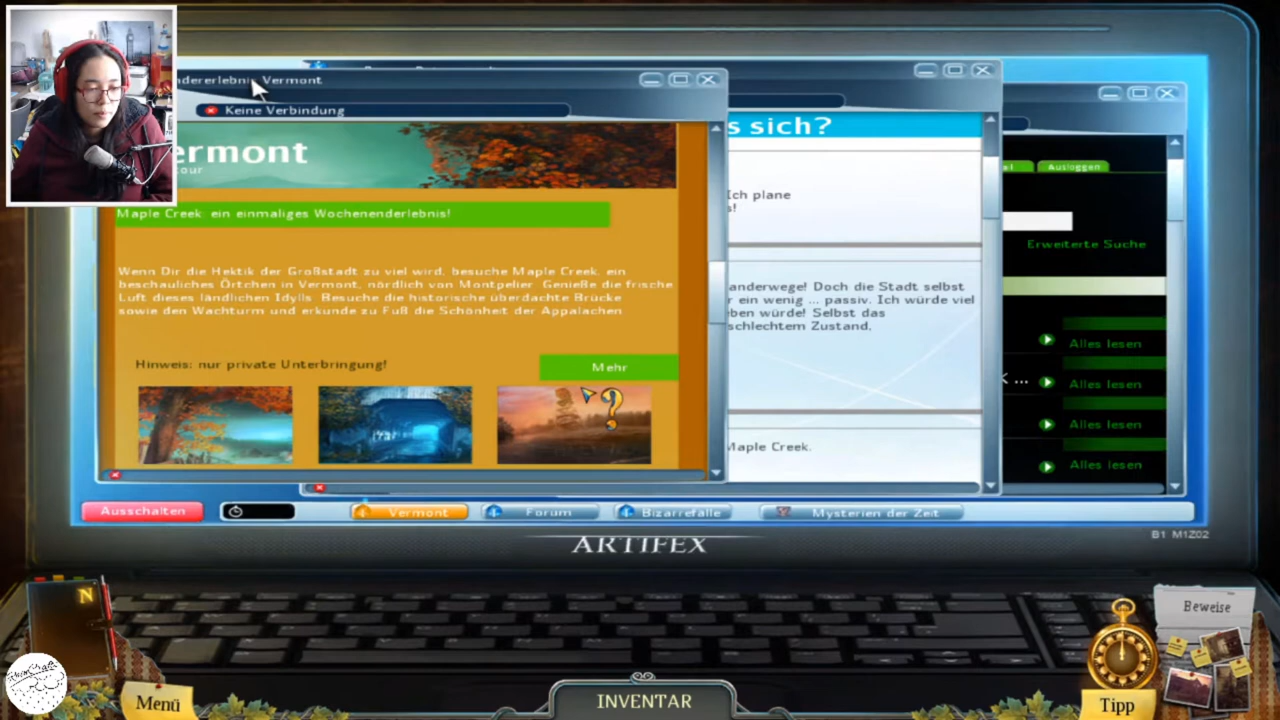 Vermont
Keine Verbindung
ermont
tour
Maple Creek: ein einmaliges Wochenenderlebnis!
Wenn Dir die Hektik der Großstadt zu viel wird, besuche Maple Creek, ein
beschauliches Örtchen in Vermont, nördlich von Montpelier. Genieße die frische
Luft dieses ländlichen Idylls. Besuche die historische überdachte Brücke
sowie den Wachturm und erkunde zu Fuß die Schönheit der Appalachen
Hinweis: nur private Unterbringung!
Mehr
s sich?
Ich plane
s!
anderwege! Doch die Stadt selbst
r ein wenig ... passiv. Ich würde viel
eben würde! Selbst das
schlechtem Zustand.
Maple Creek.
Ausloggen
Erweiterte Suche
Alles lesen
Alles lesen
Alles lesen
Alles lesen
Ausschalten
Vermont
Forum
Bizarrefälle
Mysterien der Zeit
B1 M1Z02
ARTIFEX
N
Beweise
Menü
INVENTAR
Tipp